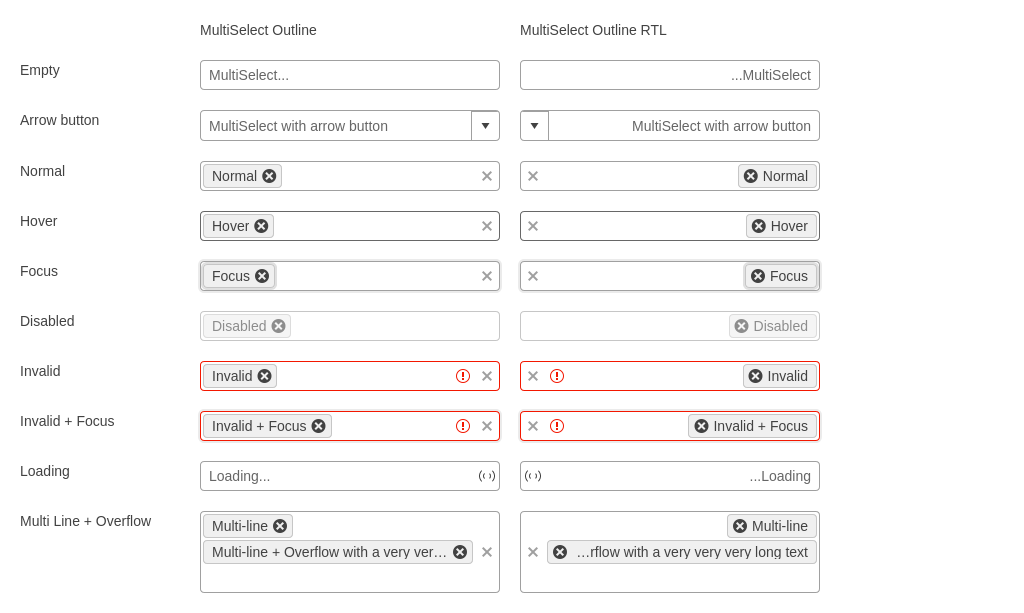 MultiSelect Outline MultiSelect Outline RTL
Empty MultiSelect... ...MultiSelect
Arrow button MultiSelect with arrow button MultiSelect with arrow button
Normal Normal Normal
Hover Hover Hover
Focus Focus Focus
Disabled Disabled Disabled
Invalid Invalid Invalid
Invalid + Focus Invalid + Focus Invalid + Focus
Loading Loading... ...Loading
Multi Line + Overflow Multi-line Multi-line
Multi-line + Overflow with a very ver… …rflow with a very very very long text